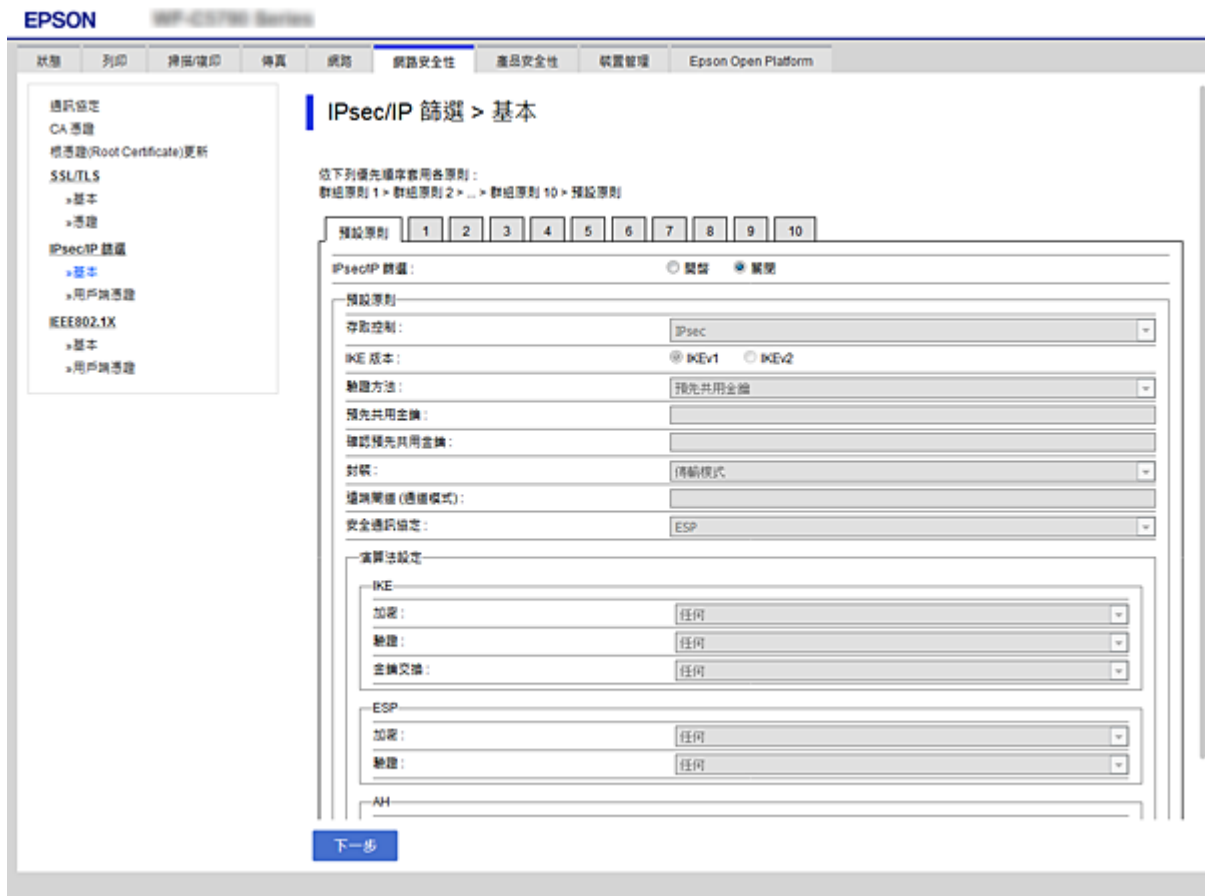 EPSON
狀態 列印 掃描/複印 傳真 網路 網路安全性 產品安全性 裝置管理 Epson Open Platform
通訊協定
CA 憑證
根憑證(Root Certificate)更新
SSL/TLS
»基本
»憑證
IPsec/IP 篩選
»基本
»用戶端憑證
IEEE802.1X
»基本
»用戶端憑證
IPsec/IP 篩選 > 基本
依下列優先順序套用各原則 :
群組原則 1 > 群組原則 2 > ... > 群組原則 10 > 預設原則
預設原則 1 2 3 4 5 6 7 8 9 10
IPsec/IP 篩選 : 開啟 關閉
預設原則
存取控制 : IPsec
IKE 版本 : IKEv1 IKEv2
驗證方法 : 預先共用金鑰
預先共用金鑰 :
確認預先共用金鑰 :
封裝 : 傳輸模式
遠端閘道 (通道模式) :
安全通訊協定 : ESP
演算法設定
IKE
加密 : 任何
驗證 : 任何
金鑰交換 : 任何
ESP
加密 : 任何
驗證 : 任何
AH
下一步